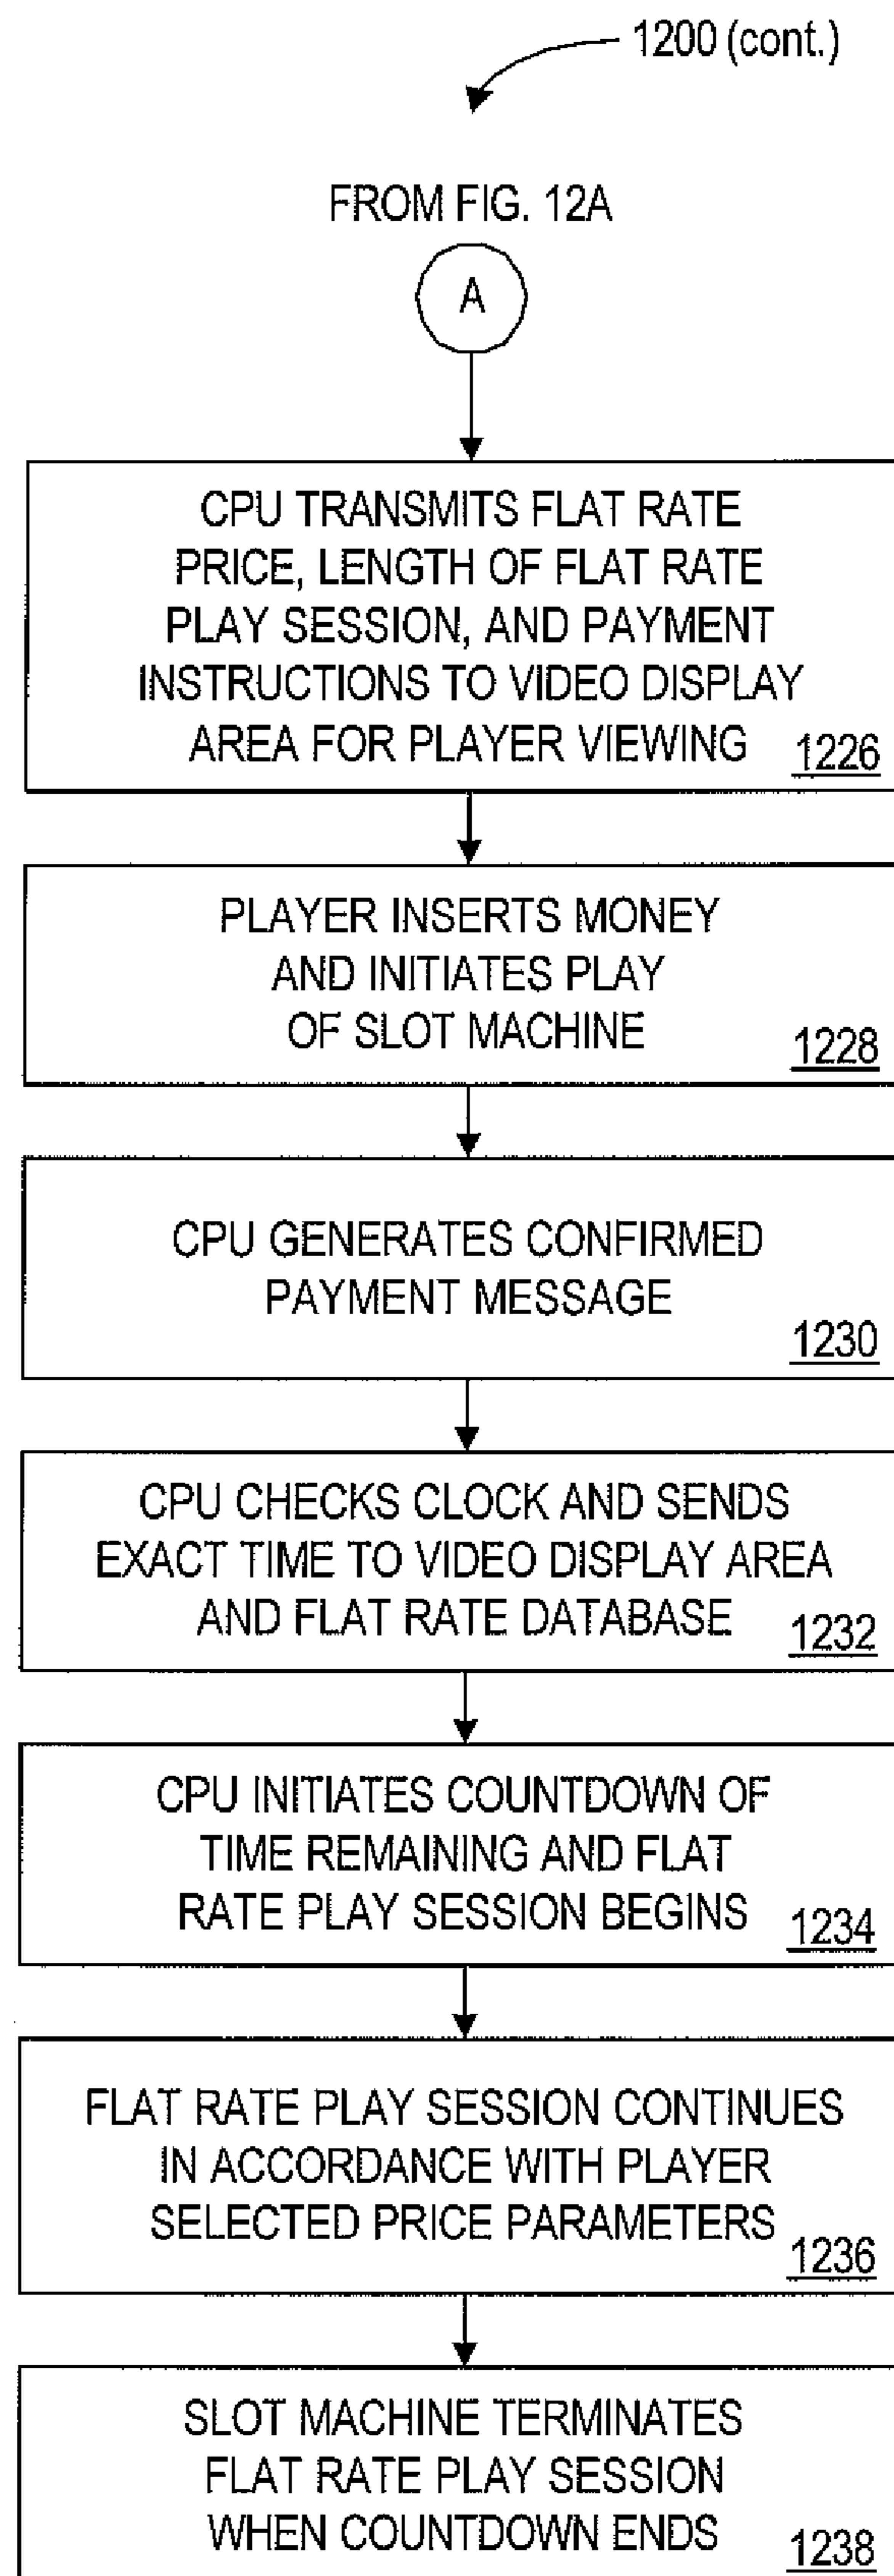 1200 (cont.)
FROM FIG. 12A
A
CPU TRANSMITS FLAT RATE
PRICE, LENGTH OF FLAT RATE
PLAY SESSION, AND PAYMENT
INSTRUCTIONS TO VIDEO DISPLAY
AREA FOR PLAYER VIEWING
1226
PLAYER INSERTS MONEY
AND INITIATES PLAY
OF SLOT MACHINE
1228
CPU GENERATES CONFIRMED
PAYMENT MESSAGE
1230
CPU CHECKS CLOCK AND SENDS
EXACT TIME TO VIDEO DISPLAY AREA
AND FLAT RATE DATABASE
1232
CPU INITIATES COUNTDOWN OF
TIME REMAINING AND FLAT
RATE PLAY SESSION BEGINS
1234
FLAT RATE PLAY SESSION CONTINUES
IN ACCORDANCE WITH PLAYER
SELECTED PRICE PARAMETERS
1236
SLOT MACHINE TERMINATES
FLAT RATE PLAY SESSION
WHEN COUNTDOWN ENDS
1238